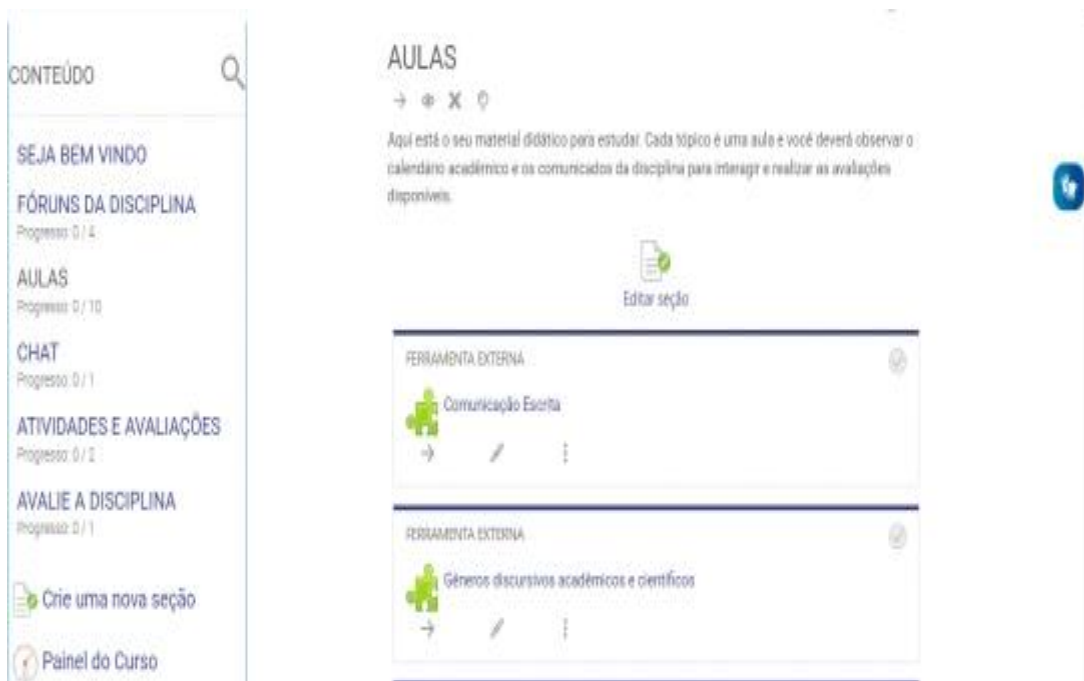 CONTEÚDO
SEJA BEM VINDO
FÓRUNS DA DISCIPLINA
Progresso: 0 / 4
AULAS
Progresso: 0 / 10
CHAT
Progresso: 0 / 1
ATIVIDADES E AVALIAÇÕES
Progresso: 0 / 2
AVALIE A DISCIPLINA
Progresso: 0 / 1
Crie uma nova seção
Painel do Curso
AULAS
Aqui está o seu material didático para estudar. Cada tópico é uma aula e você deverá observar o
calendário acadêmico e os comunicados da disciplina para interagir e realizar as avaliações
disponíveis.
Editar seção
FERRAMENTA EXTERNA
Comunicação Escrita
FERRAMENTA EXTERNA
Gêneros discursivos acadêmicos e científicos